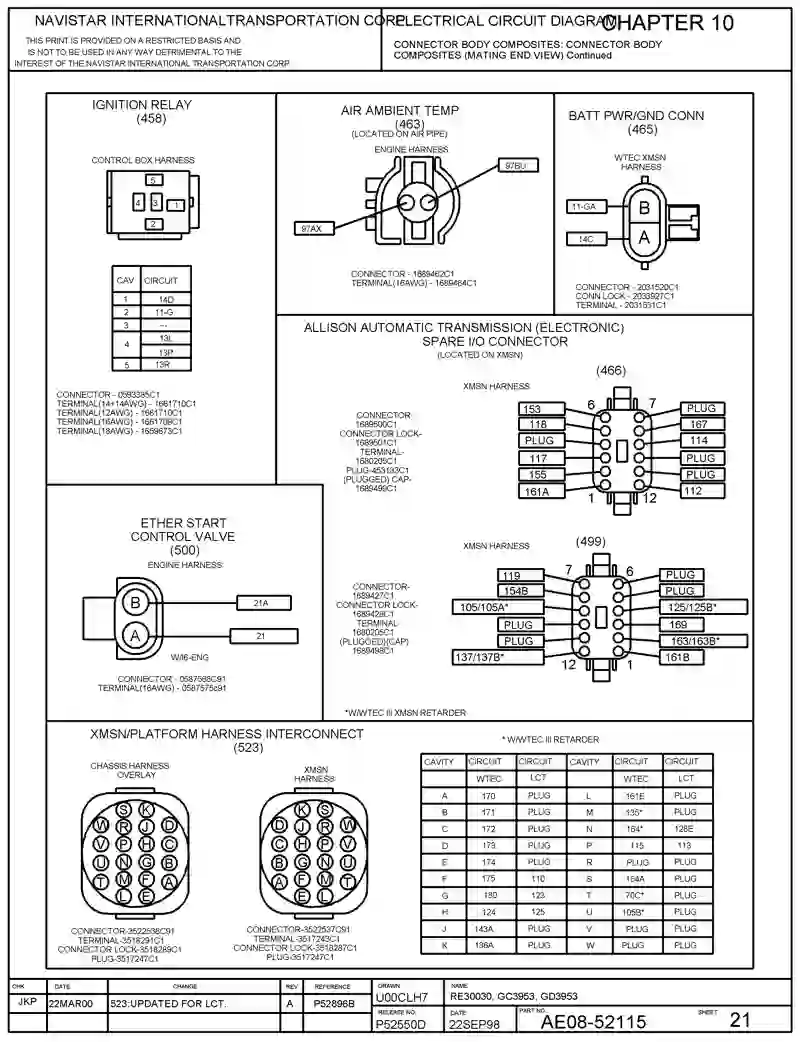 NAVISTAR INTERNATIONALTRANSPORTATION CORP.
THIS PRINT IS PROVIDED ON A RESTRICTED BASIS AND
IS NOT TO BE USED IN ANY WAY DETRIMENTAL TO THE
INTEREST OF THE NAVISTAR INTERNATIONAL TRANSPORTATION CORP
ELECTRICAL CIRCUIT DIAGRAM
CHAPTER 10
CONNECTOR BODY COMPOSITES: CONNECTOR BODY
COMPOSITES (MATING END VIEW) Continued
IGNITION RELAY
(458)
CONTROL BOX HARNESS
5
4 3 1
2
CAV CIRCUIT
1 14D
2 11-G
3 ---
4 13L
13P
5 13R
CONNECTOR - 0593385C1
TERMINAL(14+14AWG) - 1661710C1
TERMINAL(12AWG) - 1661710C1
TERMINAL(16AWG) -
TERMINAL(18AWG) -
AIR AMBIENT TEMP
(463)
(LOCATED ON AIR PIPE)
ENGINE HARNESS
97BU
97AX
CONNECTOR - 1689462C1
TERMINAL(16AWG) - 1689464C1
BATT PWR/GND CONN
(465)
WTEC XMSN
HARNESS
11-GA
B
14C
A
CONNECTOR - 2031520C1
CONN LOCK - 2033927C1
TERMINAL -
ALLISON AUTOMATIC TRANSMISSION (ELECTRONIC)
SPARE I/O CONNECTOR
(LOCATED ON XMSN)
(466)
XMSN HARNESS
CONNECTOR
1689500C1
CONNECTOR LOCK-
1689501C1
TERMINAL-
1680205C1
PLUG-453193C1
(PLUGGED) CAP-
1689499C1
6 7
153 PLUG
118 167
PLUG 114
117 PLUG
155 PLUG
161A 112
1 12
(499)
XMSN HARNESS
CONNECTOR-
1689427C1
CONNECTOR LOCK-
1689428C1
TERMINAL
1680205C1
(PLUGGED)(CAP)
1689498C1
7 6
119 PLUG
154B PLUG
105/105A* 125/125B*
PLUG 169
PLUG 163/163B*
137/137B* 161B
12 1
*W/WTEC III XMSN RETARDER
ETHER START
CONTROL VALVE
(500)
ENGINE HARNESS
B 21A
A 21
W/I6-ENG
CONNECTOR - 0587568C91
TERMINAL(16AWG) - 0587575c91
XMSN/PLATFORM HARNESS INTERCONNECT
(523)
CHASSIS HARNESS
OVERLAY
S K
W R J D
V P H C
U N G B
T M F A
L E
CONNECTOR-3522538C91
TERMINAL-3518291C1
CONNECTOR LOCK-3518289C1
PLUG-3517247C1
XMSN
HARNESS
K S
D J R W
C H P V
B G N U
A F M T
E L
CONNECTOR-3522537C91
TERMINAL-3517243C1
CONNECTOR LOCK-3518287C1
PLUG-3517247C1
* W/WTEC III RETARDER
CAVITY CIRCUIT CIRCUIT CAVITY CIRCUIT CIRCUIT
WTEC LCT WTEC LCT
A 170 PLUG L 161E PLUG
B 171 PLUG M 135* PLUG
C 172 PLUG N 164* 128E
D 173 PLUG P 115 113
E 174 PLUG R PLUG PLUG
F 175 110 S 164A PLUG
G 180 123 T 70C* PLUG
H 124 125 U 105B* PLUG
J 143A PLUG V PLUG PLUG
K 136A PLUG W PLUG PLUG
CHK DATE CHANGE REV REFERENCE
JKP 22MAR00 523:UPDATED FOR LCT. A P52896B
DRAWN
U00CLH7
NAME
RE30030, GC3953, GD3953
RELEASE NO.
P52550D
DATE
22SEP98
PART NO.
AE08-52115
SHEET 21